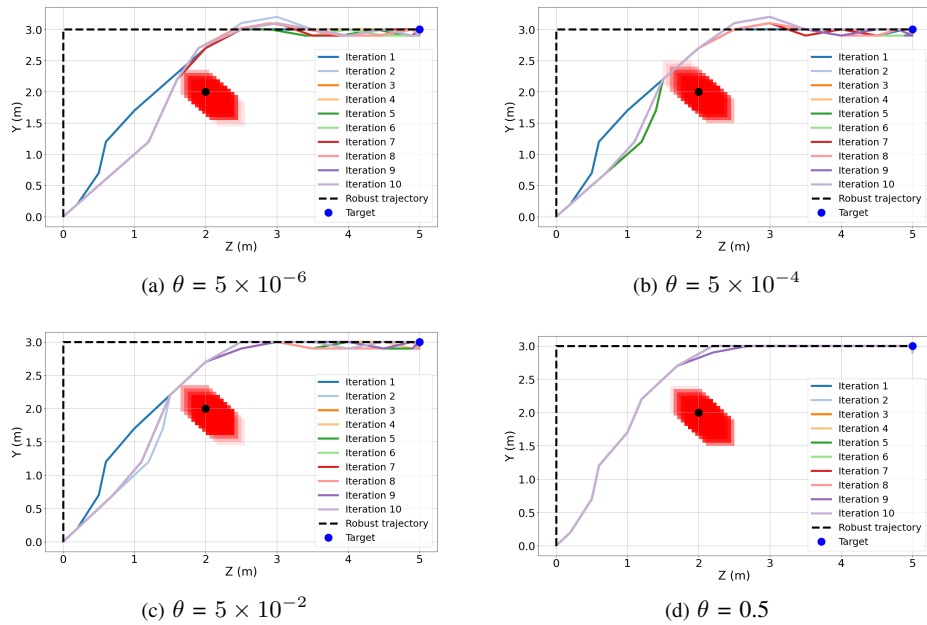 3.0
2.5
2.0
1.5
1.0
0.5
0.0
Y (m)
0 1 2 3 4 5
Z (m)
Iteration 1
Iteration 2
Iteration 3
Iteration 4
Iteration 5
Iteration 6
Iteration 7
Iteration 8
Iteration 9
Iteration 10
Robust trajectory
Target
(a) θ = 5 × 10⁻⁶
3.0
2.5
2.0
1.5
1.0
0.5
0.0
Y (m)
0 1 2 3 4 5
Z (m)
Iteration 1
Iteration 2
Iteration 3
Iteration 4
Iteration 5
Iteration 6
Iteration 7
Iteration 8
Iteration 9
Iteration 10
Robust trajectory
Target
(b) θ = 5 × 10⁻⁴
3.0
2.5
2.0
1.5
1.0
0.5
0.0
Y (m)
0 1 2 3 4 5
Z (m)
Iteration 1
Iteration 2
Iteration 3
Iteration 4
Iteration 5
Iteration 6
Iteration 7
Iteration 8
Iteration 9
Iteration 10
Robust trajectory
Target
(c) θ = 5 × 10⁻²
3.0
2.5
2.0
1.5
1.0
0.5
0.0
Y (m)
0 1 2 3 4 5
Z (m)
Iteration 1
Iteration 2
Iteration 3
Iteration 4
Iteration 5
Iteration 6
Iteration 7
Iteration 8
Iteration 9
Iteration 10
Robust trajectory
Target
(d) θ = 0.5